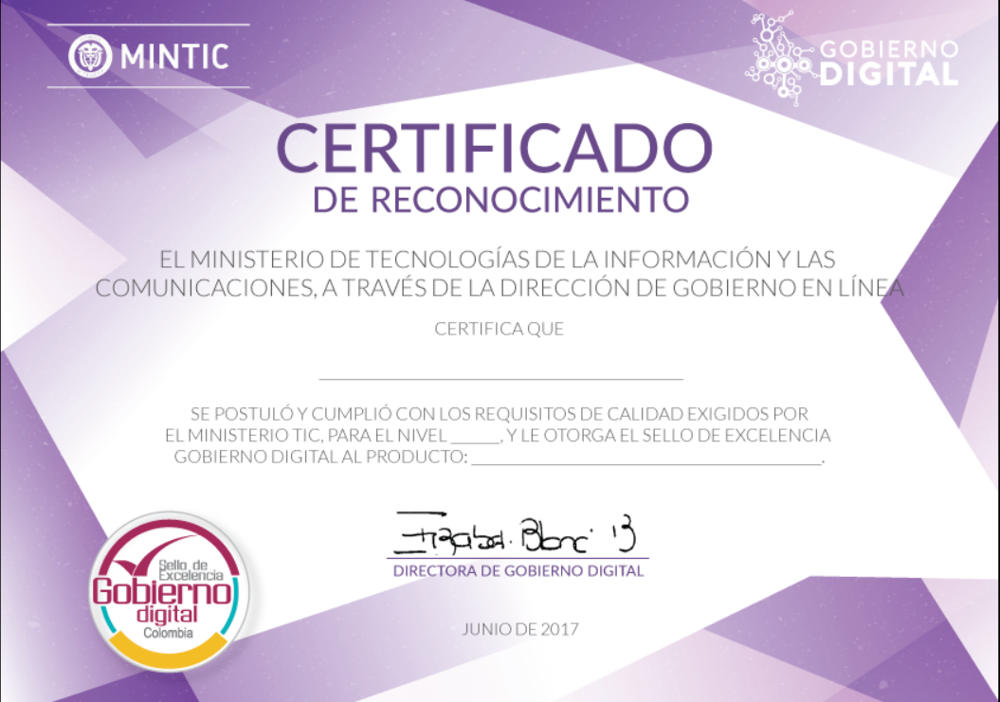 MINTIC
GOBIERNO
DIGITAL
CERTIFICADO
DE RECONOCIMIENTO
EL MINISTERIO DE TECNOLOGÍAS DE LA INFORMACIÓN Y LAS
COMUNICACIONES, A TRAVÉS DE LA DIRECCIÓN DE GOBIERNO EN LÍNEA
CERTIFICA QUE
SE POSTULÓ Y CUMPLIÓ CON LOS REQUISITOS DE CALIDAD EXIGIDOS POR
EL MINISTERIO TIC, PARA EL NIVEL ______, Y LE OTORGA EL SELLO DE EXCELENCIA
GOBIERNO DIGITAL AL PRODUCTO: ______________________________.
DIRECTORA DE GOBIERNO DIGITAL
Sello de
Excelencia
Gobierno
digital
Colombia
JUNIO DE 2017